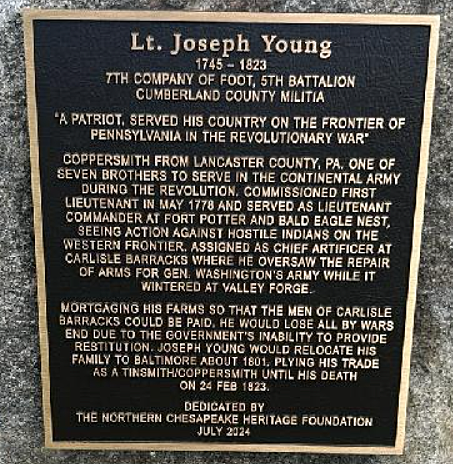 Lt. Joseph Young
1745 – 1823
7TH COMPANY OF FOOT, 5TH BATTALION
CUMBERLAND COUNTY MILITIA
"A PATRIOT, SERVED HIS COUNTRY ON THE FRONTIER OF
PENNSYLVANIA IN THE REVOLUTIONARY WAR"
COPPERSMITH FROM LANCASTER COUNTY, PA, ONE OF
SEVEN BROTHERS TO SERVE IN THE CONTINENTAL ARMY
DURING THE REVOLUTION. COMMISSIONED FIRST
LIEUTENANT IN MAY 1778 AND SERVED AS LIEUTENANT
COMMANDER AT FORT POTTER AND BALD EAGLE NEST,
SEEING ACTION AGAINST HOSTILE INDIANS ON THE
WESTERN FRONTIER. ASSIGNED AS CHIEF ARTIFICER AT
CARLISLE BARRACKS WHERE HE OVERSAW THE REPAIR
OF ARMS FOR GEN. WASHINGTON'S ARMY WHILE IT
WINTERED AT VALLEY FORGE.
MORTGAGING HIS FARMS SO THAT THE MEN OF CARLISLE
BARRACKS COULD BE PAID, HE WOULD LOSE ALL BY WARS
END DUE TO THE GOVERNMENT'S INABILITY TO PROVIDE
RESTITUTION. JOSEPH YOUNG WOULD RELOCATE HIS
FAMILY TO BALTIMORE ABOUT 1801, PLYING HIS TRADE
AS A TINSMITH/COPPERSMITH UNTIL HIS DEATH
ON 24 FEB 1823.
DEDICATED BY
THE NORTHERN CHESAPEAKE HERITAGE FOUNDATION
JULY 2024